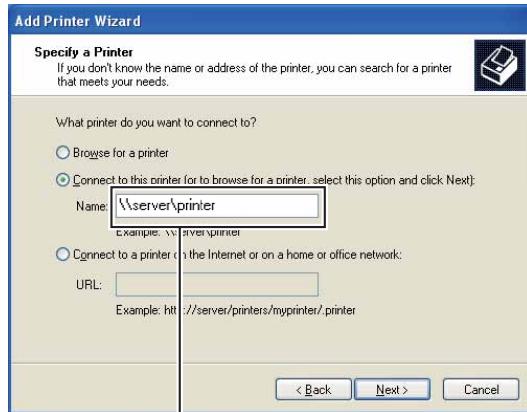 Add Printer Wizard
Specify a Printer
If you don't know the name or address of the printer, you can search for a printer
that meets your needs.
What printer do you want to connect to?
Browse for a printer
Connect to this printer (or to browse for a printer, select this option and click Next):
Name: \\server\printer
Example: \\server\printer
Connect to a printer on the Internet or on a home or office network:
URL:
Example: http://server/printers/myprinter/.printer
< Back Next > Cancel